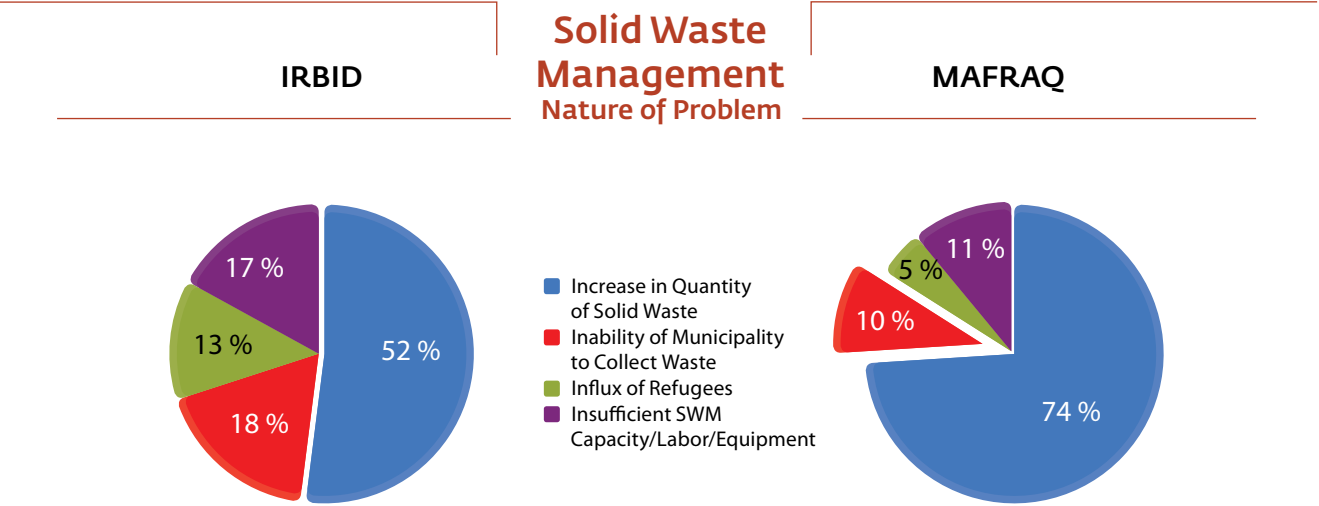 Solid Waste
Management
Nature of Problem
IRBID
MAFRAQ
17 %
13 %
18 %
52 %
Increase in Quantity
of Solid Waste
Inability of Municipality
to Collect Waste
Influx of Refugees
Insufficient SWM
Capacity/Labor/Equipment
11 %
5 %
10 %
74 %